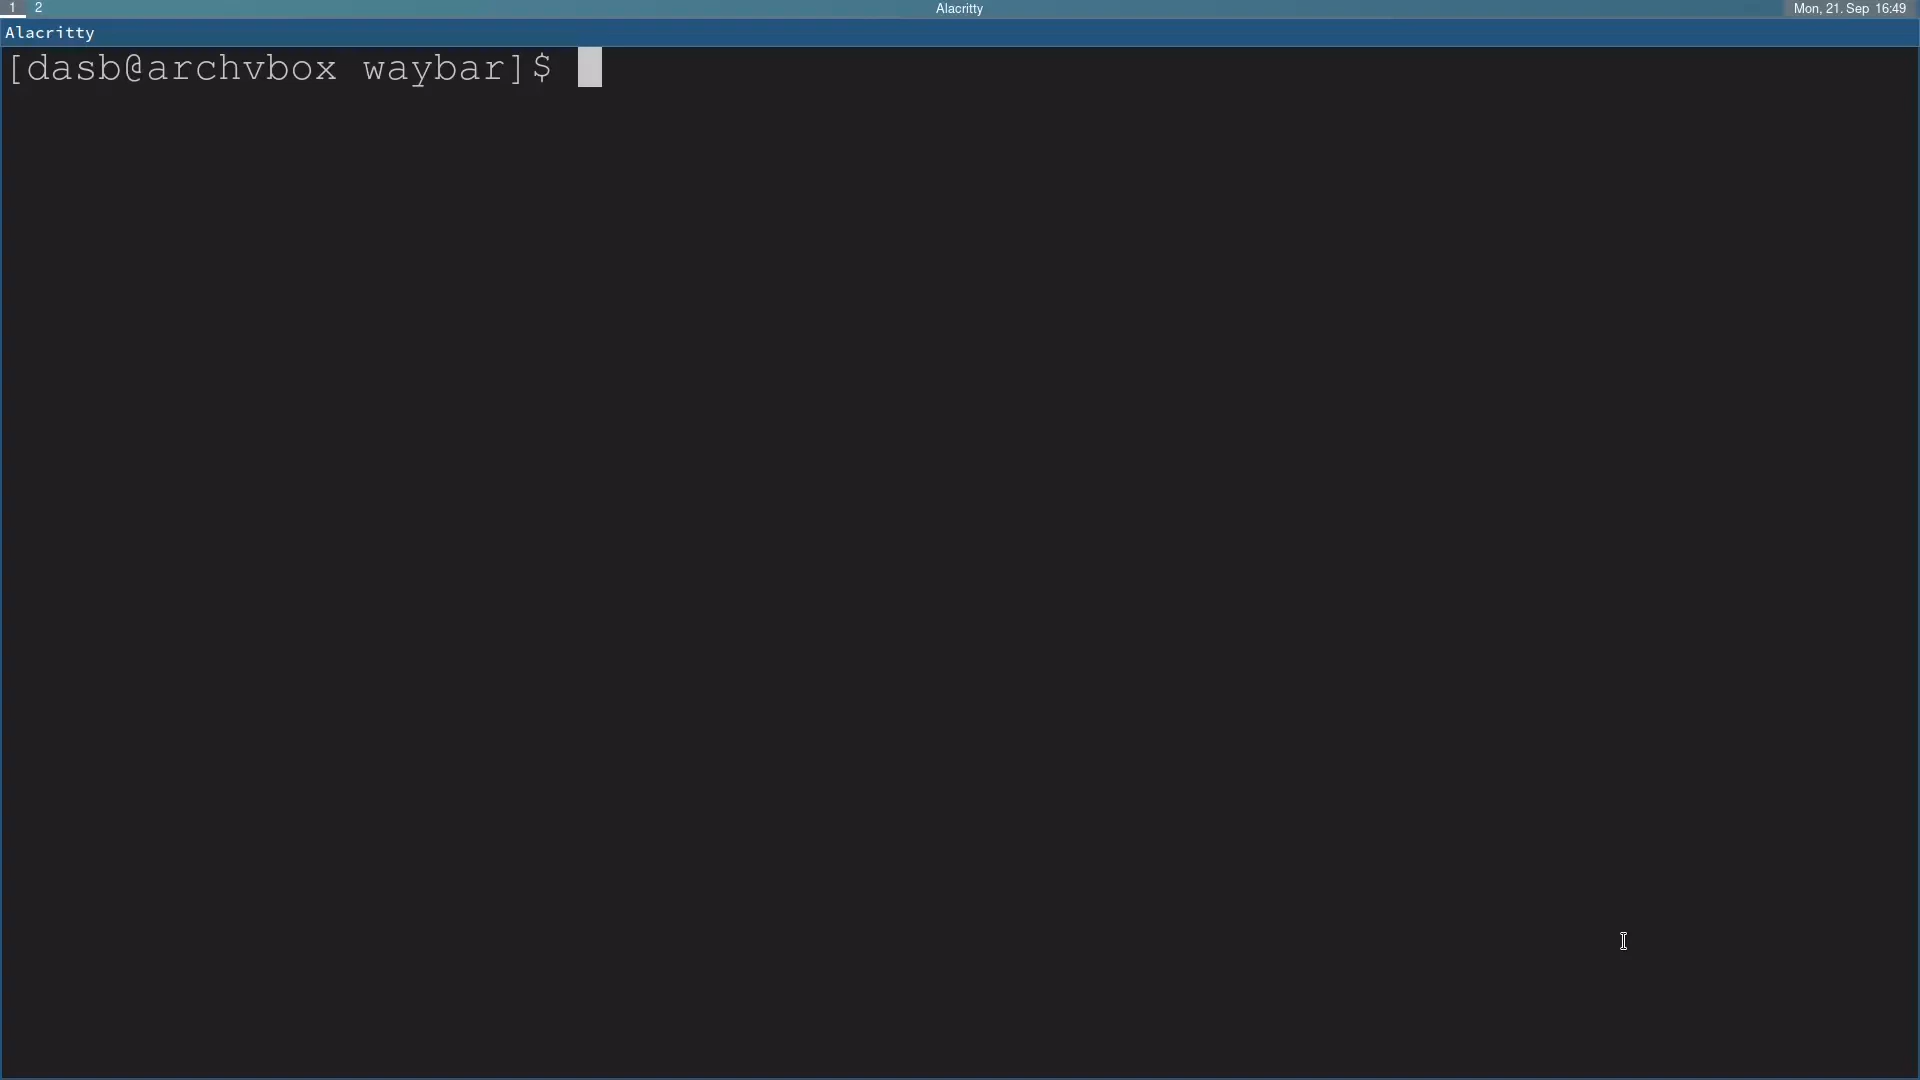 1 2 Alacritty Mon, 21. Sep 16:49
Alacritty
[dasb@archvbox waybar]$